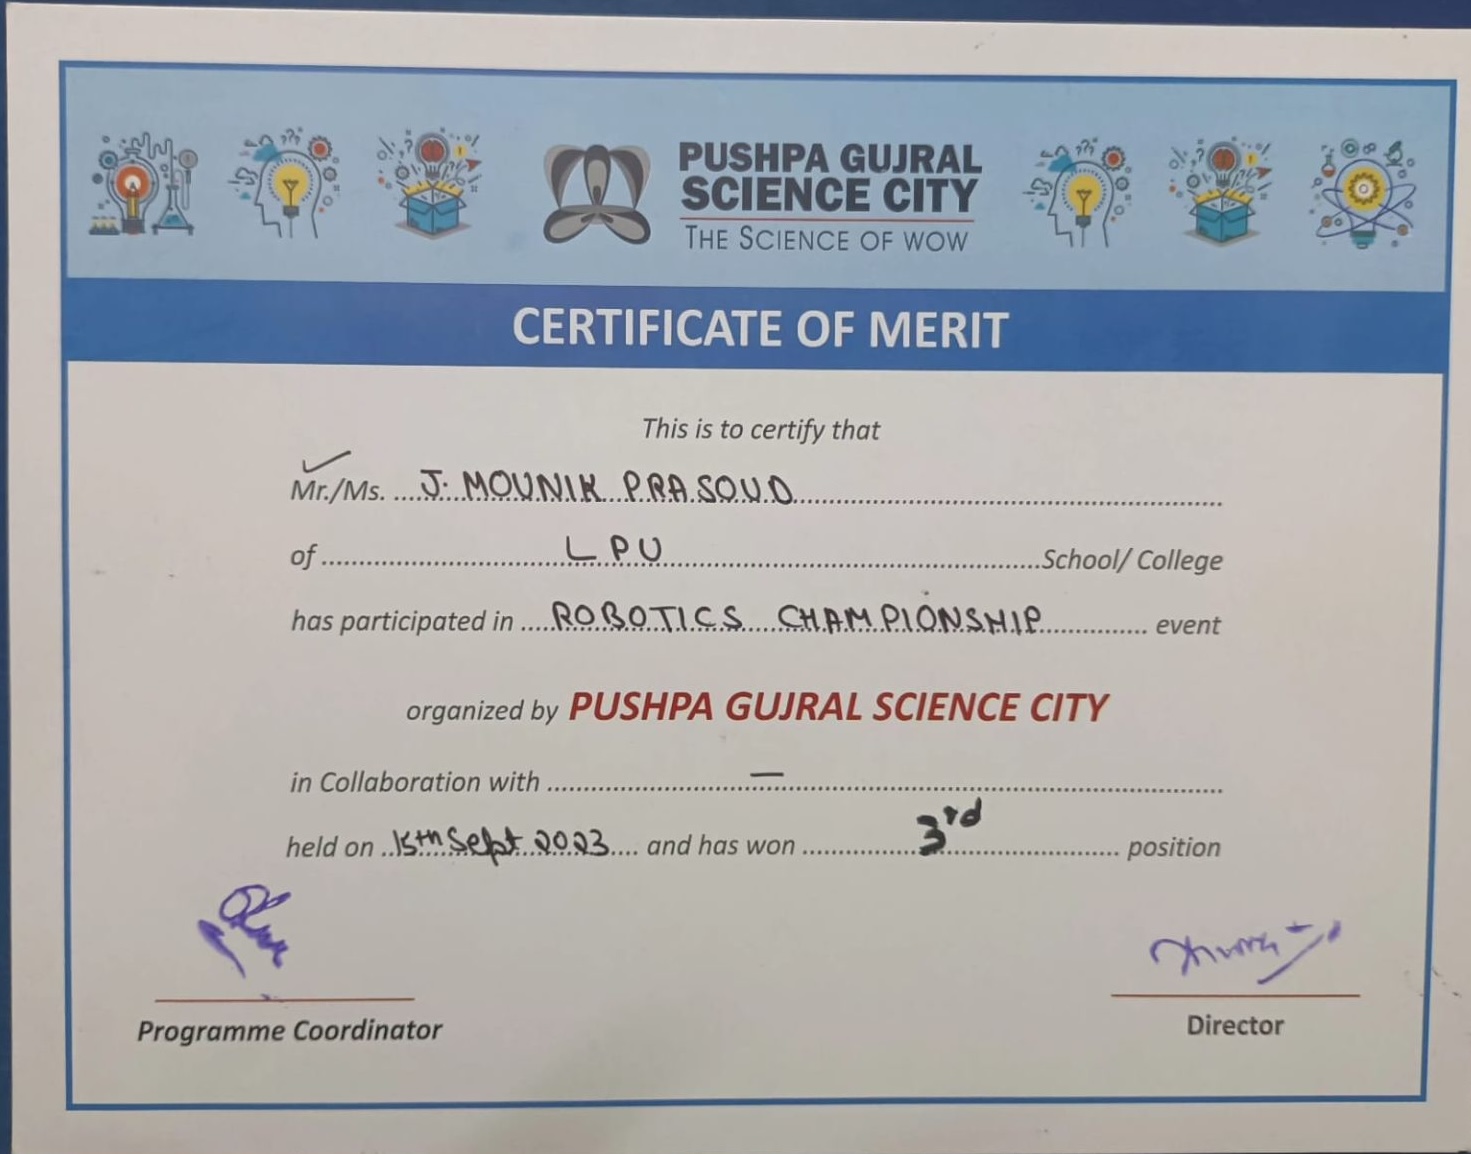 PUSHPA GUJRAL
SCIENCE CITY
THE SCIENCE OF WOW
CERTIFICATE OF MERIT
This is to certify that
Mr./Ms. J. MOUNIK PRASOUD
of LPU School/ College
has participated in ROBOTICS CHAMPIONSHIP event
organized by PUSHPA GUJRAL SCIENCE CITY
in Collaboration with —
held on 15th Sept 2023 and has won 3rd position
Programme Coordinator
Director